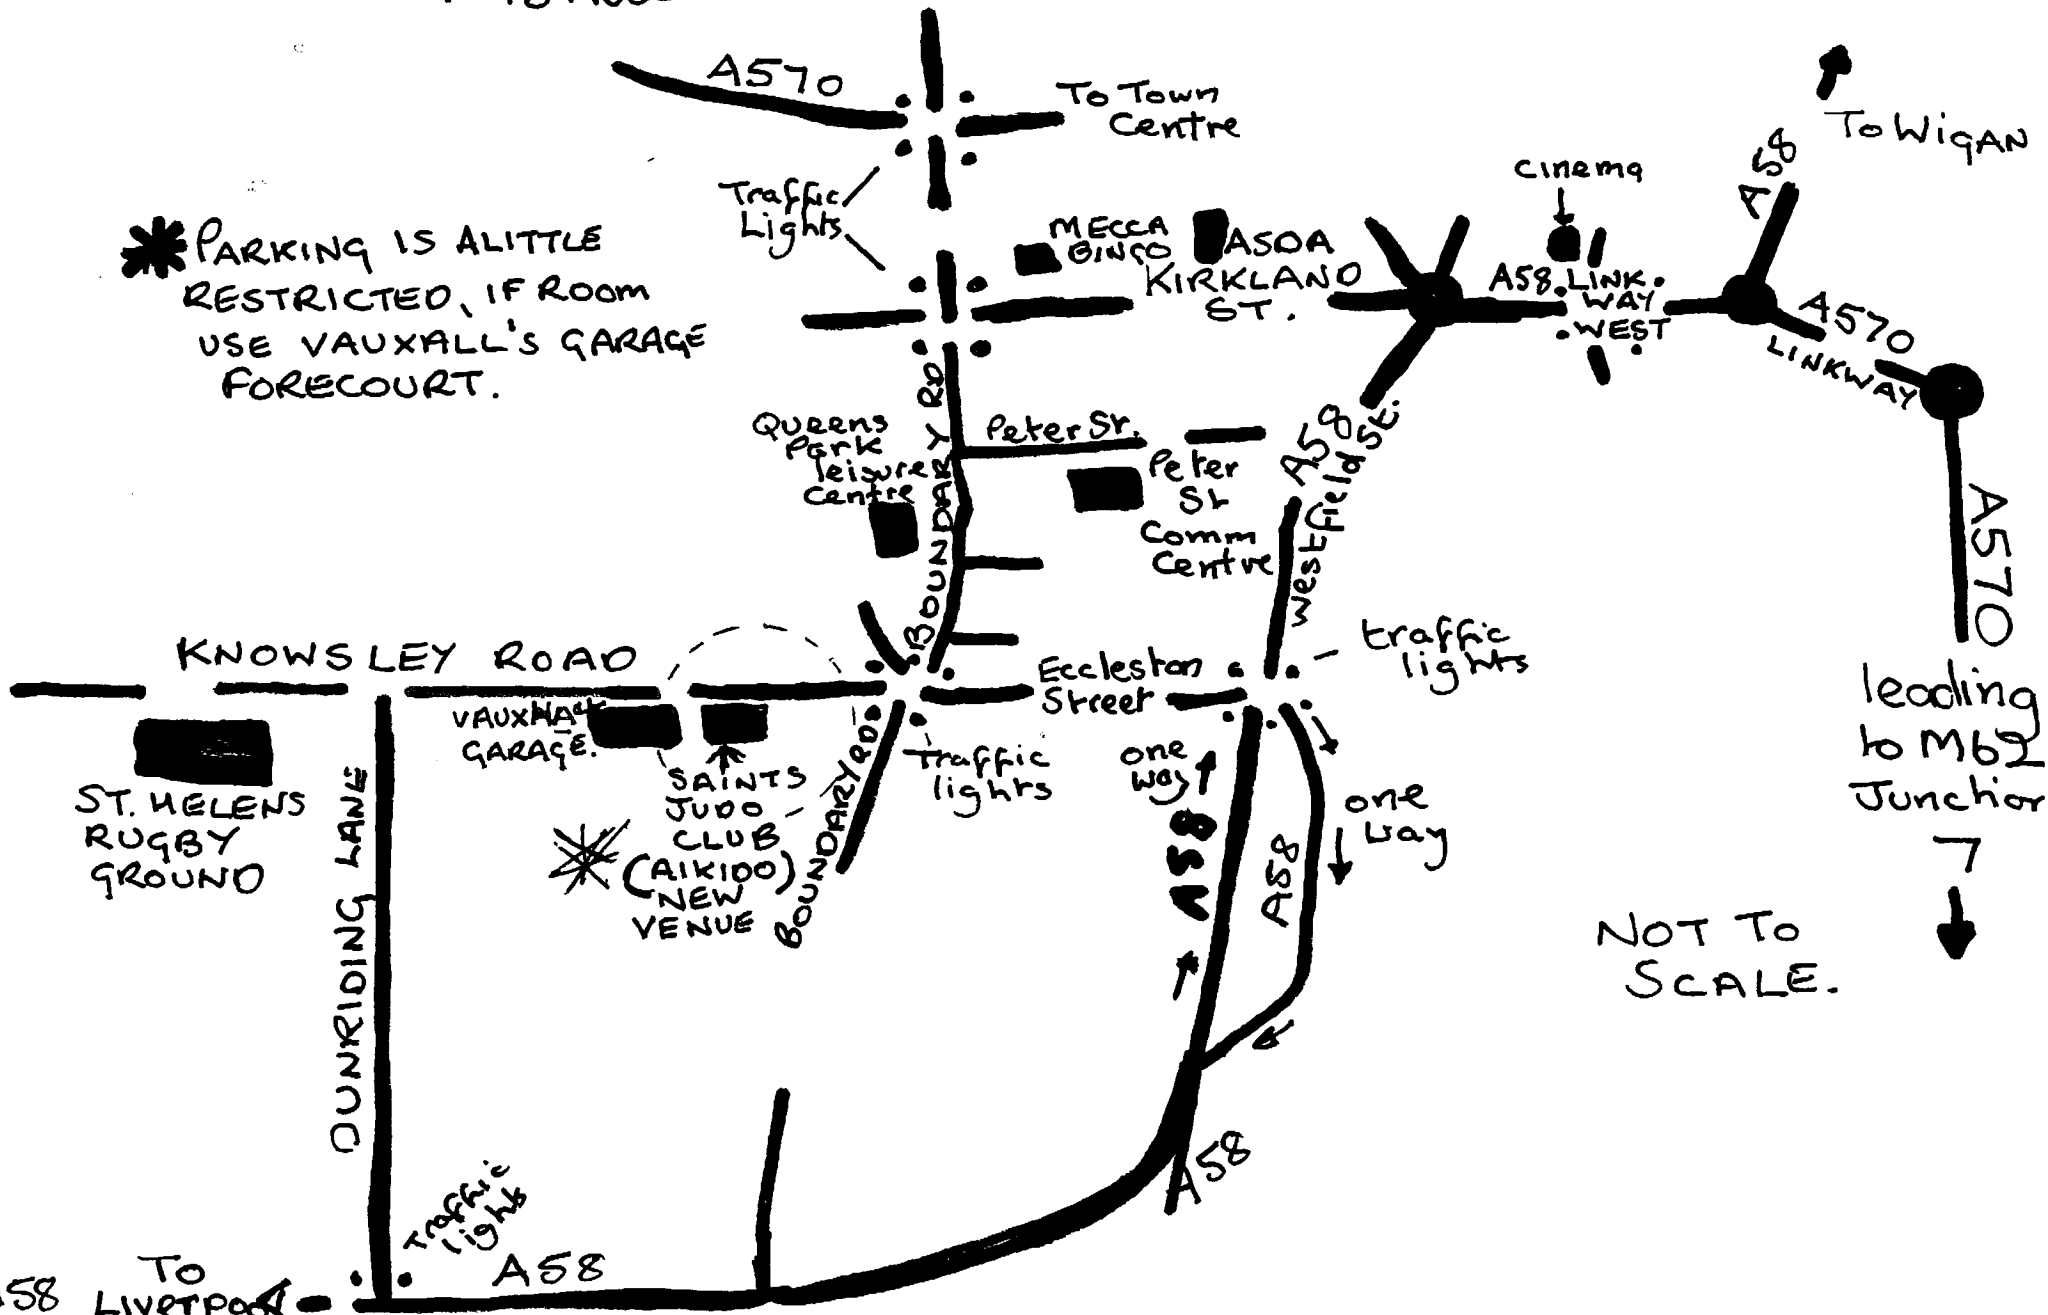 A570
To Town
Centre
To Wigan
A58
cinema
Traffic
Lights
MECCA
BINGO
ASDA
KIRKLAND
ST.
A58 LINK
WAY
WEST
A570
LINKWAY
PARKING IS A LITTLE
RESTRICTED, IF ROOM
USE VAUXALL'S GARAGE
FORECOURT.
BOUNDARY RD
Peter St.
Queens
Park
leisure
Centre
Peter
St
Comm
Centre
A58
Westfield St.
A570
leading
to M62
Junction
7
KNOWSLEY ROAD
Eccleston
Street
traffic
lights
VAUXHALL
GARAGE.
ST. HELENS
RUGBY
GROUND
SAINTS
JUDO
CLUB
(AIKIDO)
NEW
VENUE
BOUNDARY RD
Traffic
lights
one
way
A58
A58
one
way
NOT TO
SCALE.
DUNRIDING LANE
Traffic
lights
A58
A58
A58 TO
LIVERPOOL